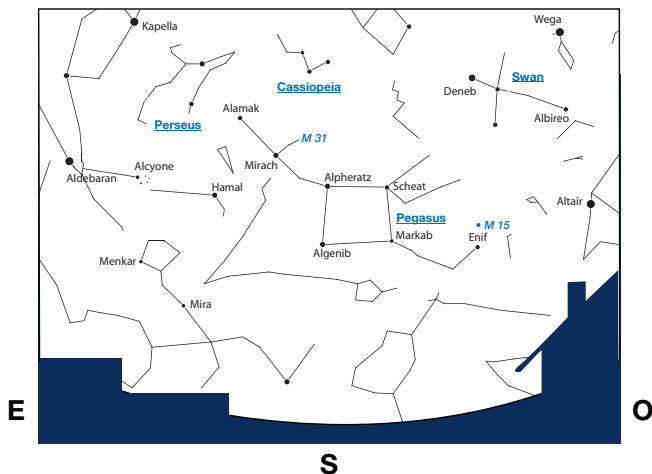 Kapella
Wega
Cassiopeia
Swan
Deneb
Albireo
Alamak
Perseus
M 31
Mirach
Alcyone
Aldebaran
Hamal
Alpheratz
Scheat
Altair
Pegasus
M 15
Markab
Enif
Algenib
Menkar
Mira
E
O
S